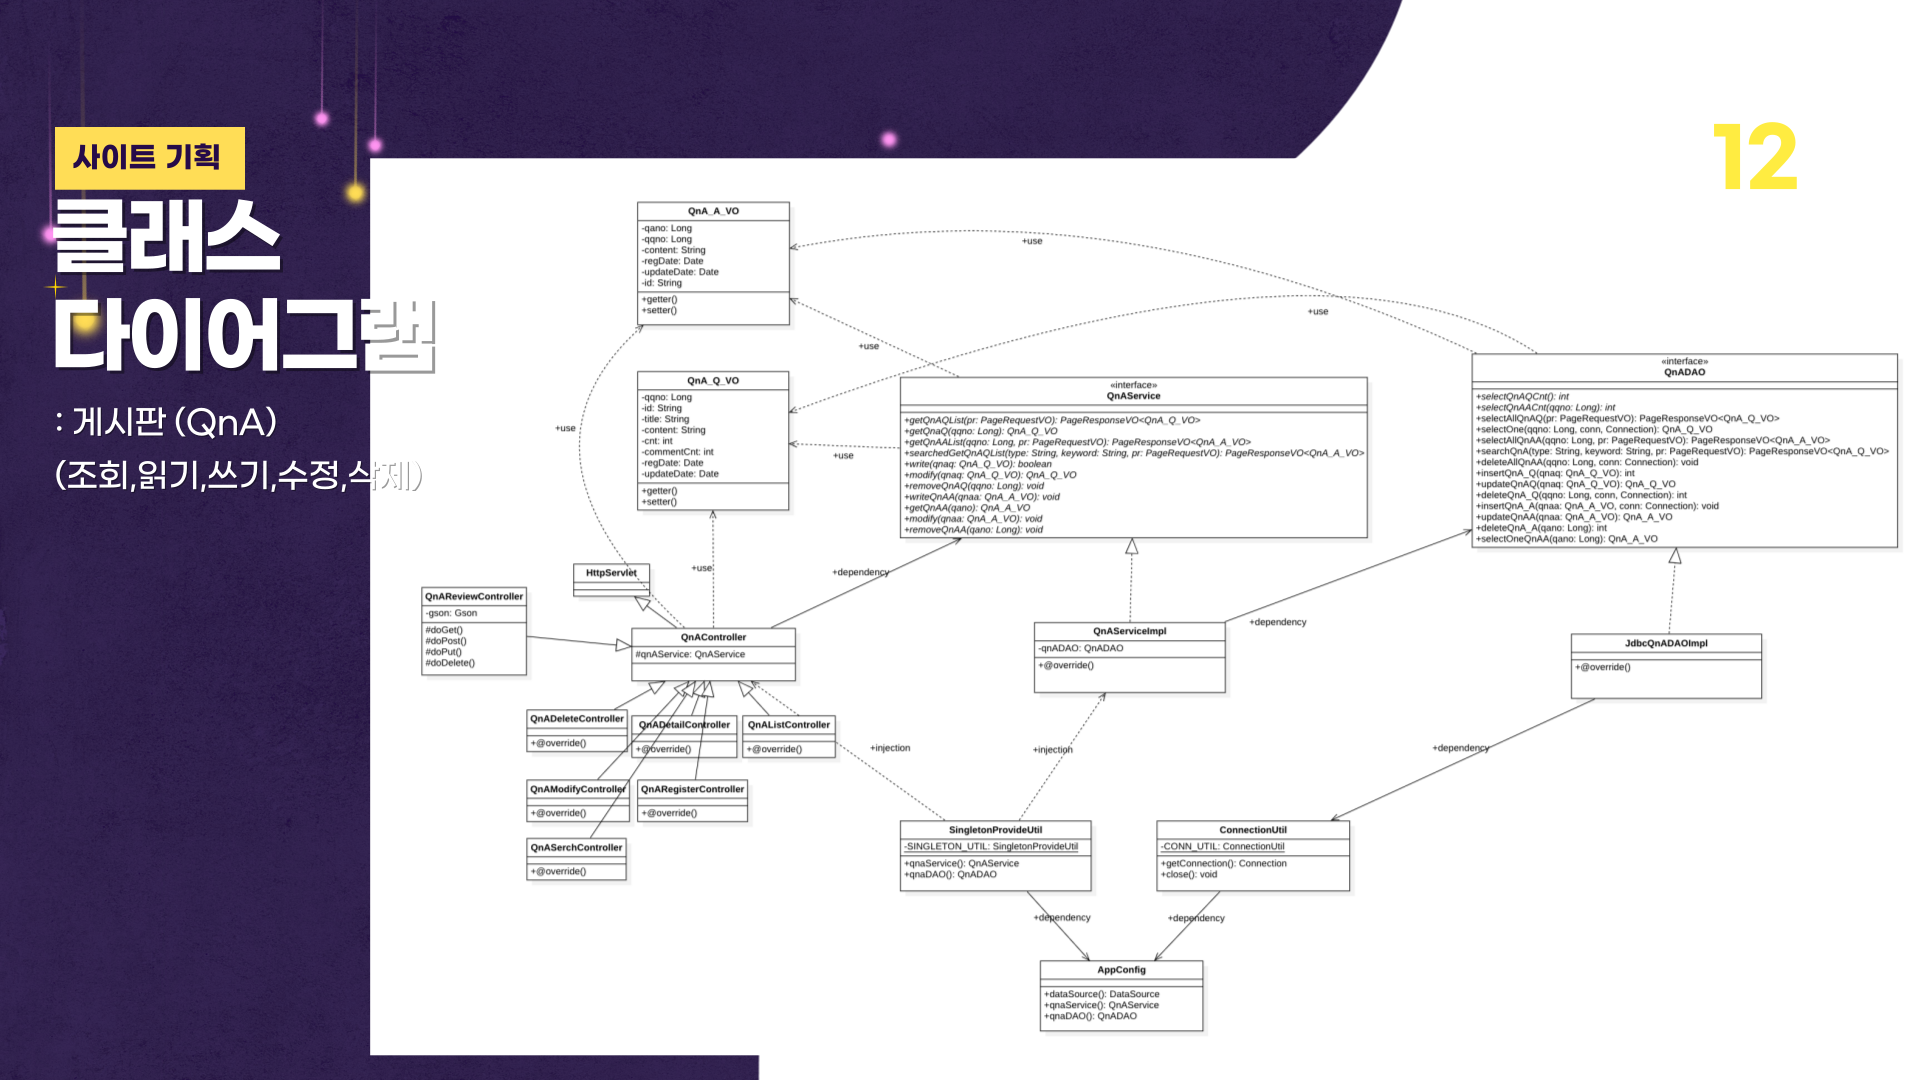 사이트 기획
클래스
다이어그램
: 게시판 (QnA)
(조회,읽기,쓰기,수정,삭제)
12
QnA_A_VO
-qano: Long
-qqno: Long
-content: String
-regDate: Date
-updateDate: Date
-id: String
+getter()
+setter()
+use
+use
+use
+use
+use
+use
QnA_Q_VO
-qqno: Long
-id: String
-title: String
-content: String
-cnt: int
-commentCnt: int
-regDate: Date
-updateDate: Date
+getter()
+setter()
«interface»
QnAService
+getQnAQList(pr: PageRequestVO): PageResponseVO<QnA_Q_VO>
+getQnaQ(qqno: Long): QnA_Q_VO
+getQnAAList(qqno: Long, pr: PageRequestVO): PageResponseVO<QnA_A_VO>
+searchedGetQnAQList(type: String, keyword: String, pr: PageRequestVO): PageResponseVO<QnA_A_VO>
+write(qnaq: QnA_Q_VO): boolean
+modify(qnaq: QnA_Q_VO): QnA_Q_VO
+removeQnAQ(qqno: Long): void
+writeQnAA(qnaa: QnA_A_VO): void
+getQnAA(qano): QnA_A_VO
+modify(qnaa: QnA_A_VO): void
+removeQnAA(qano: Long): void
«interface»
QnADAO
+selectQnAQCnt(): int
+selectQnAACnt(qqno: Long): int
+selectAllQnAQ(pr: PageRequestVO): PageResponseVO<QnA_Q_VO>
+selectOne(qqno: Long, conn, Connection): QnA_Q_VO
+selectAllQnAA(qqno: Long, pr: PageRequestVO): PageResponseVO<QnA_A_VO>
+searchQnA(type: String, keyword: String, pr: PageRequestVO): PageResponseVO<QnA_Q_VO>
+deleteAllQnAA(qqno: Long, conn: Connection): void
+insertQnA_Q(qnaq: QnA_Q_VO): int
+updateQnAQ(qnaq: QnA_Q_VO): QnA_Q_VO
+deleteQnA_Q(qqno: Long, conn, Connection): int
+insertQnA_A(qnaa: QnA_A_VO, conn: Connection): void
+updateQnAA(qnaa: QnA_A_VO): QnA_A_VO
+deleteQnA_A(qano: Long): int
+selectOneQnAA(qano: Long): QnA_A_VO
HttpServlet
+dependency
QnAReviewController
-gson: Gson
#doGet()
#doPost()
#doPut()
#doDelete()
QnAController
#qnAService: QnAService
QnAServiceImpl
-qnADAO: QnADAO
+@override()
+dependency
JdbcQnADAOImpl
+@override()
QnADeleteController
+@override()
QnADetailController
+@override()
QnAListController
+@override()
+injection
+injection
+dependency
QnAModifyController
+@override()
QnARegisterController
+@override()
QnASerchController
+@override()
SingletonProvideUtil
-SINGLETON_UTIL: SingletonProvideUtil
+qnaService(): QnAService
+qnaDAO(): QnADAO
ConnectionUtil
-CONN_UTIL: ConnectionUtil
+getConnection(): Connection
+close(): void
+dependency
+dependency
AppConfig
+dataSource(): DataSource
+qnaService(): QnAService
+qnaDAO(): QnADAO